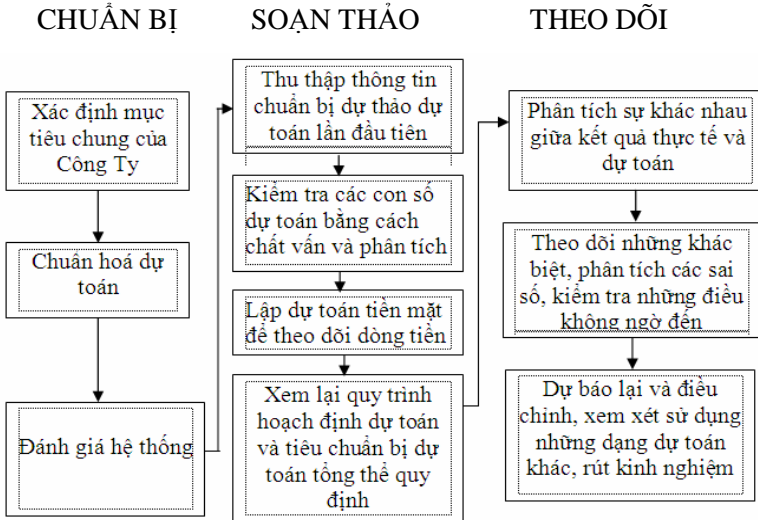 CHUẨN BỊ
SOẠN THẢO
THEO DÕI
Xác định mục
tiêu chung của
Công Ty
Chuẩn hoá dự
toán
Đánh giá hệ thống
Thu thập thông tin
chuẩn bị dự thảo dự
toán lần đầu tiên
Kiểm tra các con số
dự toán bằng cách
chất vấn và phân tích
Lập dự toán tiền mặt
để theo dõi dòng tiền
Xem lại quy trình
hoạch định dự toán
và tiêu chuẩn bị dự
toán tổng thể quy
định
Phân tích sự khác nhau
giữa kết quả thực tế và
dự toán
Theo dõi những khác
biệt, phân tích các sai
số, kiểm tra những điều
không ngờ đến
Dự báo lại và điều
chỉnh, xem xét sử dụng
những dạng dự toán
khác, rút kinh nghiệm